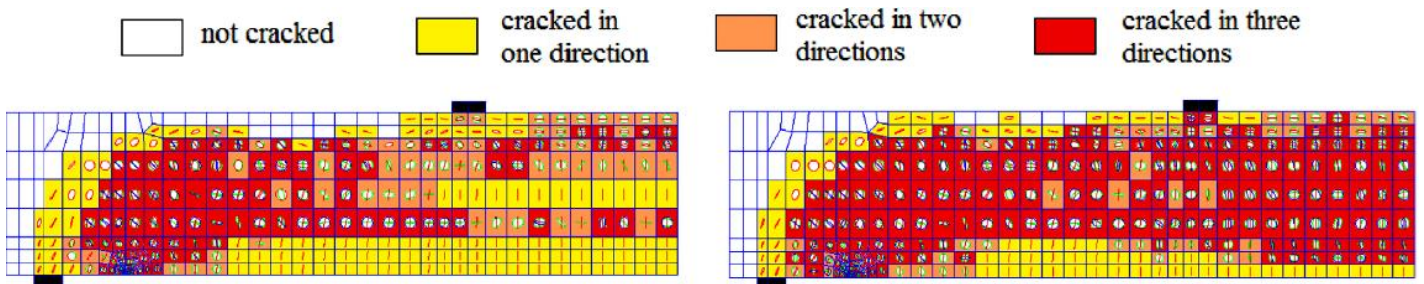 not cracked
cracked in
one direction
cracked in two
directions
cracked in three
directions